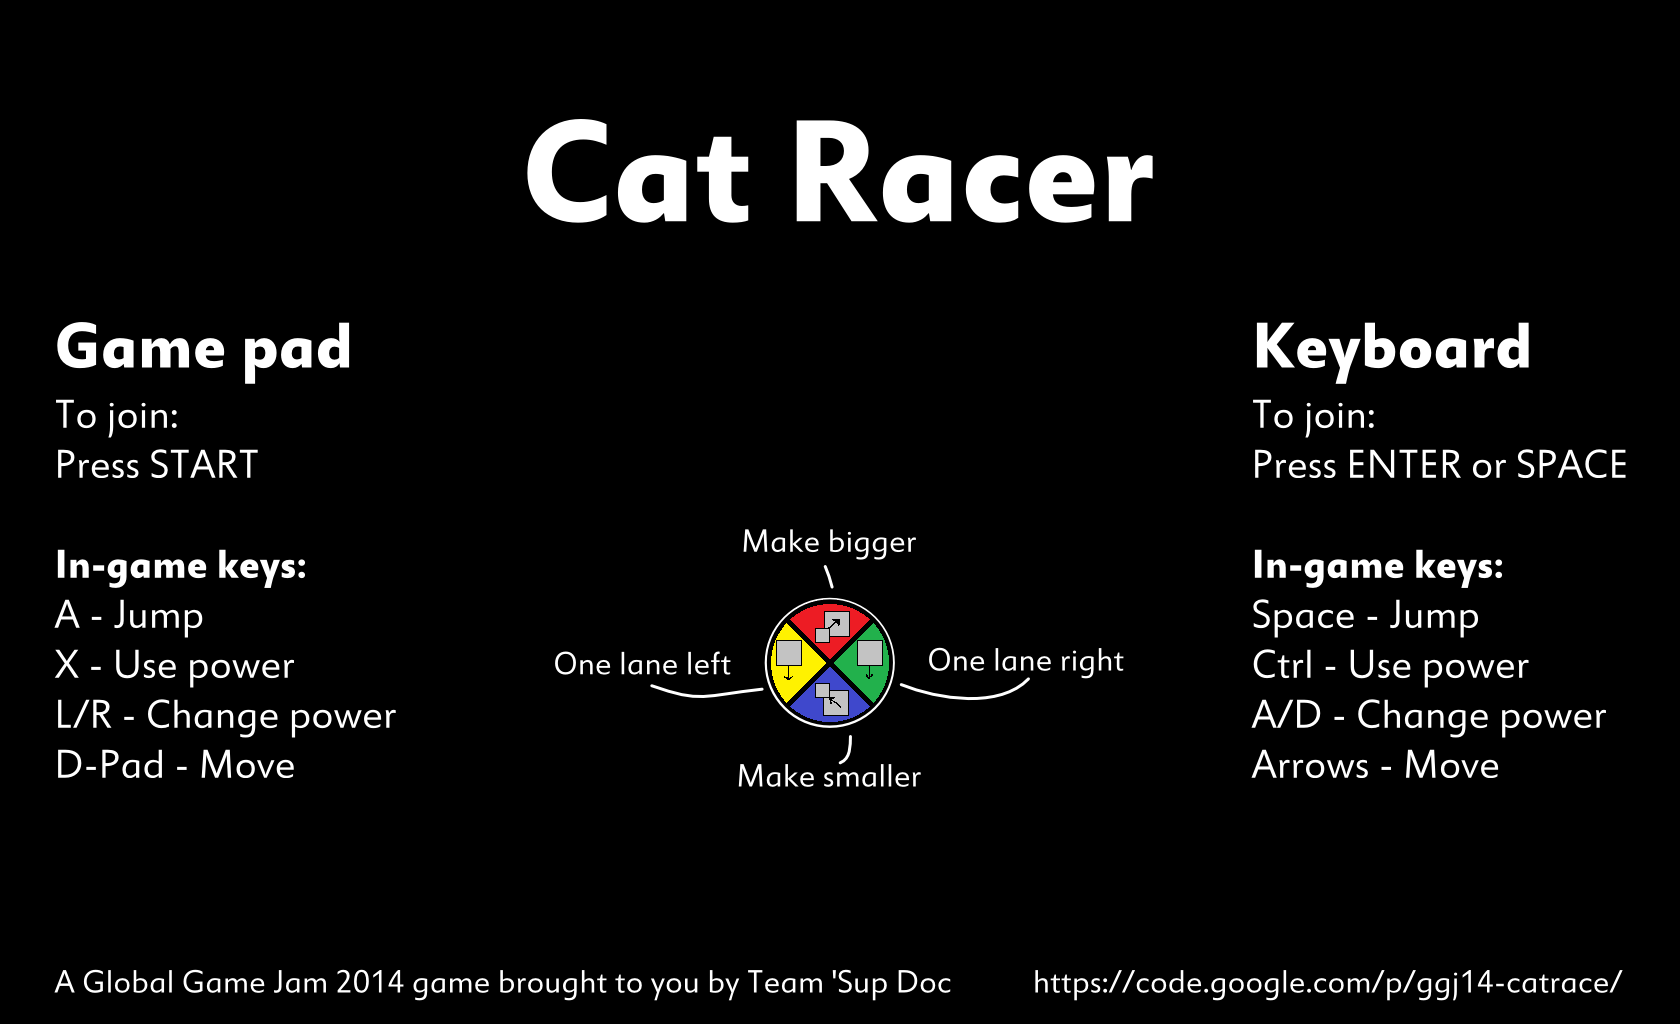 Cat Racer
Game pad
To join:
Press START
In-game keys:
A - Jump
X - Use power
L/R - Change power
D-Pad - Move
Make bigger
One lane left
One lane right
Make smaller
Keyboard
To join:
Press ENTER or SPACE
In-game keys:
Space - Jump
Ctrl - Use power
A/D - Change power
Arrows - Move
A Global Game Jam 2014 game brought to you by Team 'Sup Doc
https://code.google.com/p/ggj14-catrace/